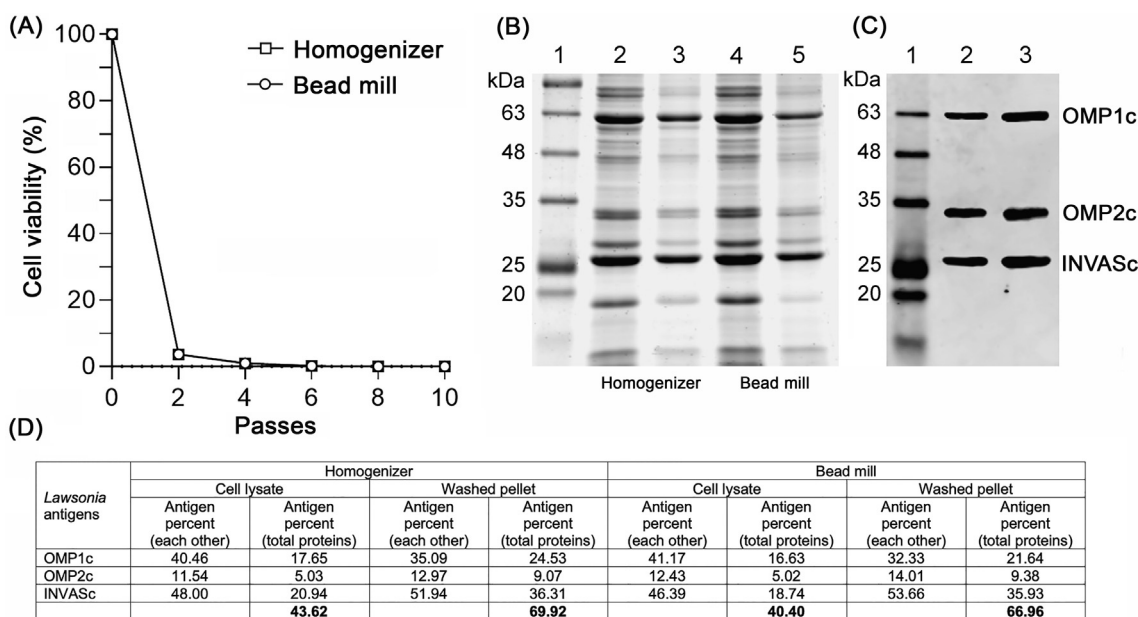 (A)
100
80
60
40
20
0
Cell viability (%)
0 2 4 6 8 10
Passes
Homogenizer
Bead mill
(B)
1 2 3 4 5
kDa
63
48
35
25
20
Homogenizer Bead mill
(C)
1 2 3
kDa
63
48
35
25
20
OMP1c
OMP2c
INVASc
(D)
Lawsonia antigens
Homogenizer Bead mill
Cell lysate Washed pellet Cell lysate Washed pellet
Antigen Antigen Antigen Antigen Antigen Antigen Antigen Antigen
percent percent percent percent percent percent percent percent
(each other) (total proteins) (each other) (total proteins) (each other) (total proteins) (each other) (total proteins)
OMP1c 40.46 17.65 35.09 24.53 41.17 16.63 32.33 21.64
OMP2c 11.54 5.03 12.97 9.07 12.43 5.02 14.01 9.38
INVASc 48.00 20.94 51.94 36.31 46.39 18.74 53.66 35.93
43.62 69.92 40.40 66.96